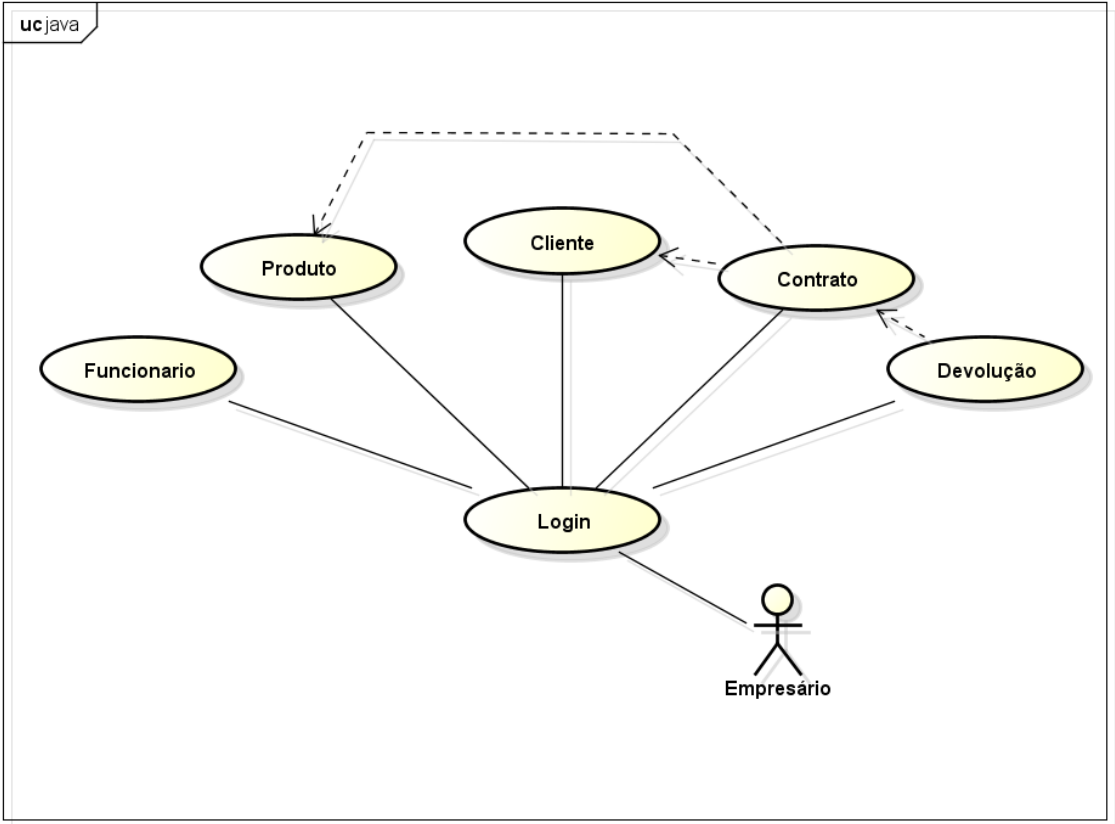 uc java
Cliente
Produto
Contrato
Funcionario
Devolução
Login
Empresário